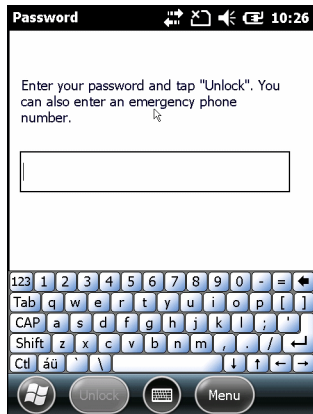 Password 10:26
Enter your password and tap "Unlock". You
can also enter an emergency phone
number.
123 1 2 3 4 5 6 7 8 9 0 - =
Tab q w e r t y u i o p [ ]
CAP a s d f g h j k l ; '
Shift z x c v b n m , . /
Ctl áü ` \
Unlock Menu